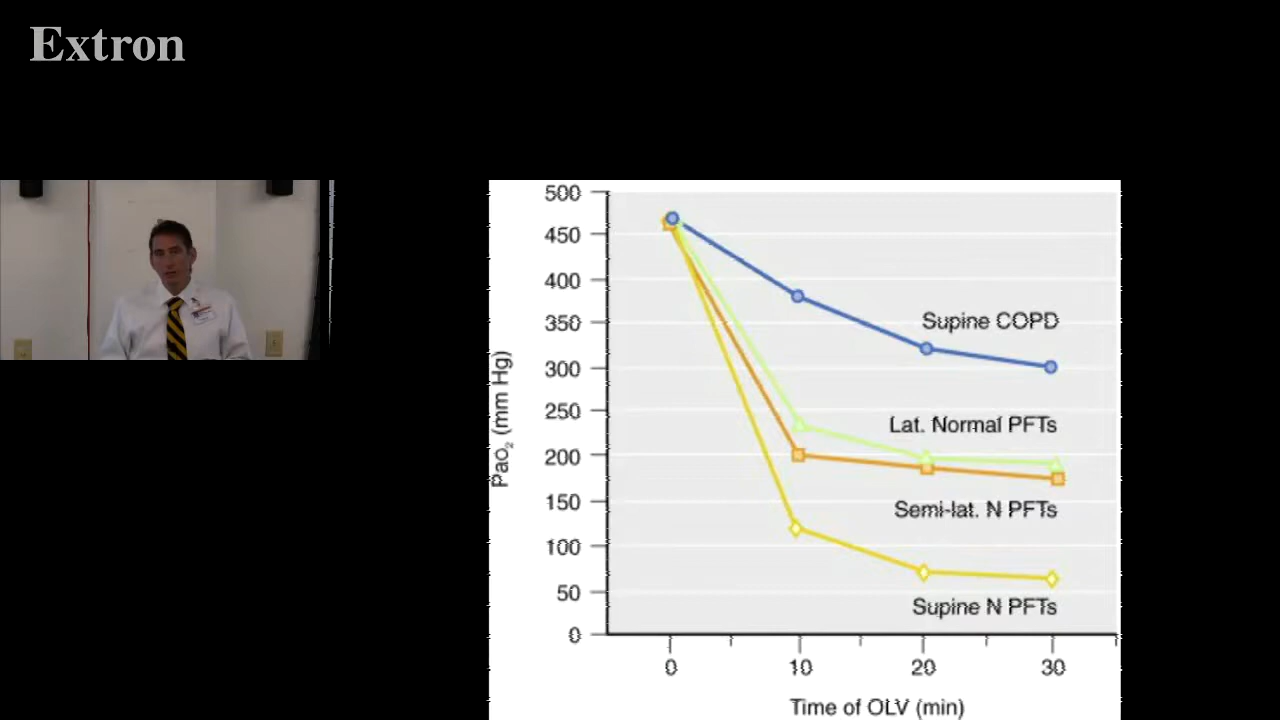 Extron
500
450
400
350
300
250
200
150
100
50
0
PaO₂ (mm Hg)
Supine COPD
Lat. Normal PFTs
Semi-lat. N PFTs
Supine N PFTs
0 10 20 30
Time of OLV (min)